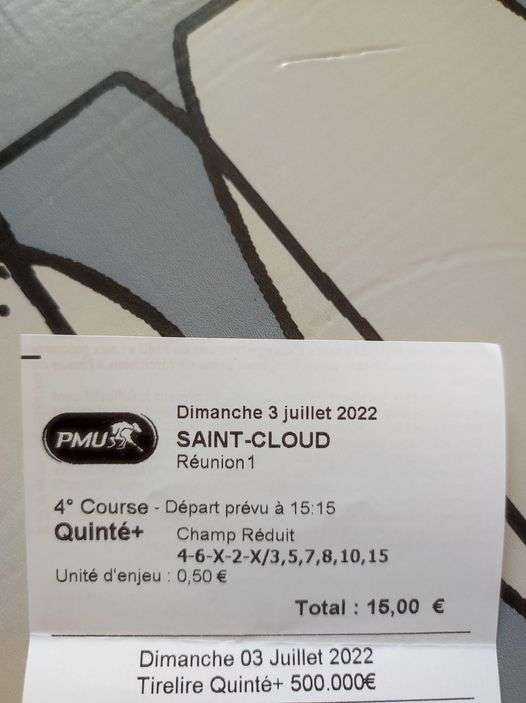 PMU
Dimanche 3 juillet 2022
SAINT-CLOUD
Réunion 1
4° Course - Départ prévu à 15:15
Quinté+ Champ Réduit
4-6-X-2-X/3,5,7,8,10,15
Unité d'enjeu : 0,50 €
Total : 15,00 €
Dimanche 03 Juillet 2022
Tirelire Quinté+ 500.000€